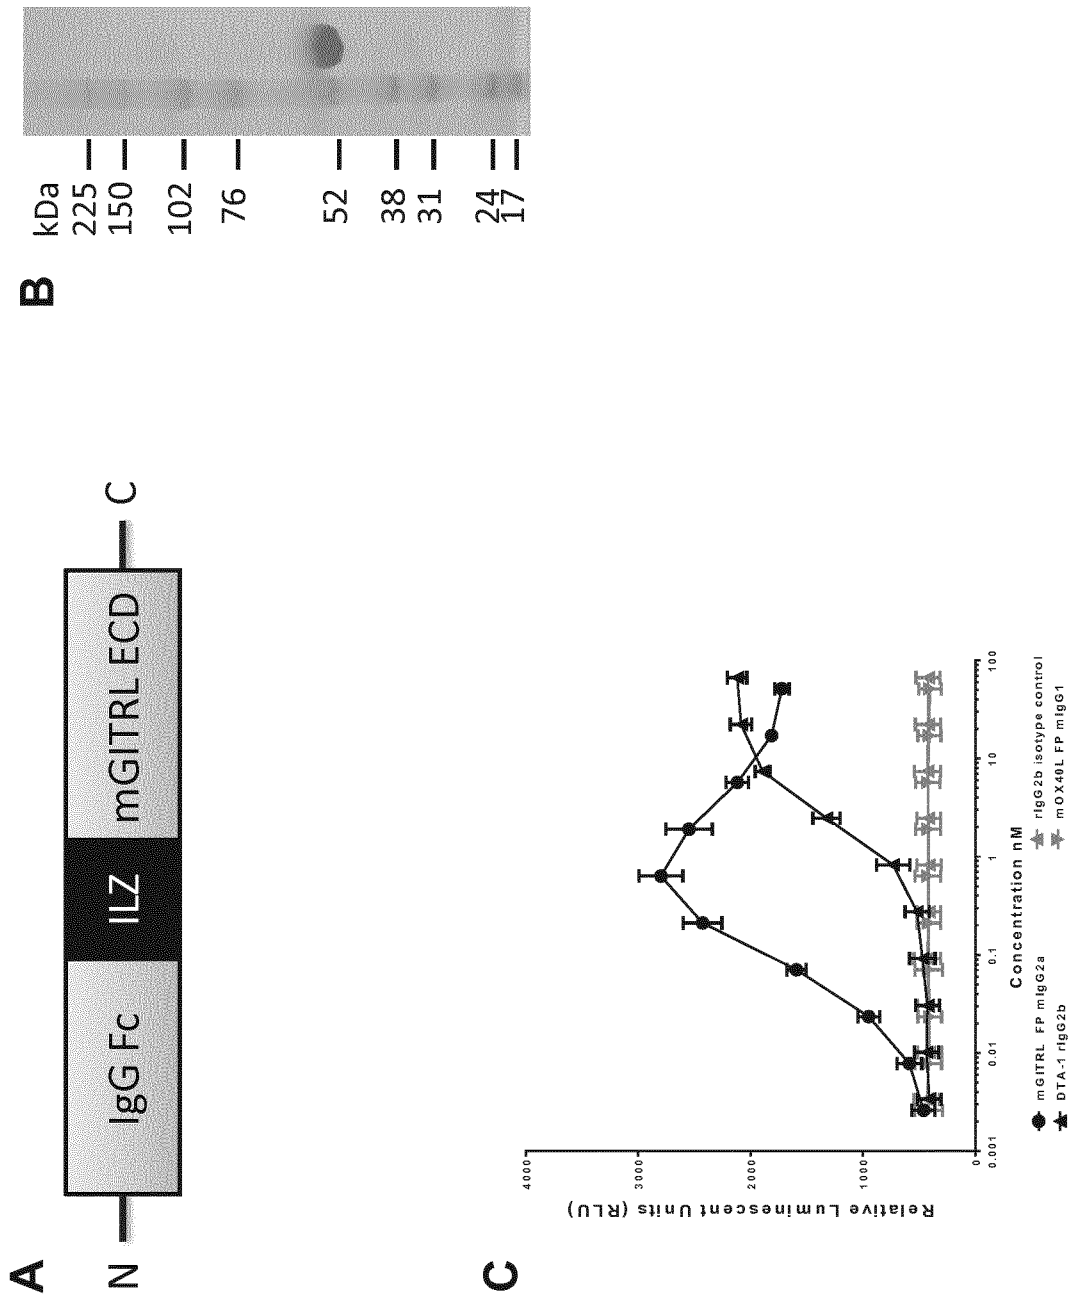 A
N
IgG Fc
ILZ
mGITRL ECD
C
B
kDa
225
150
102
76
52
38
31
24
17
C
Relative Luminescent Units (RLU)
4000
3000
2000
1000
0
0.001
0.01
0.1
1
10
100
Concentration nM
mGITRL FP mIgG2a
rIgG2b isotype control
DTA-1 rIgG2b
mOX40L FP mIgG1